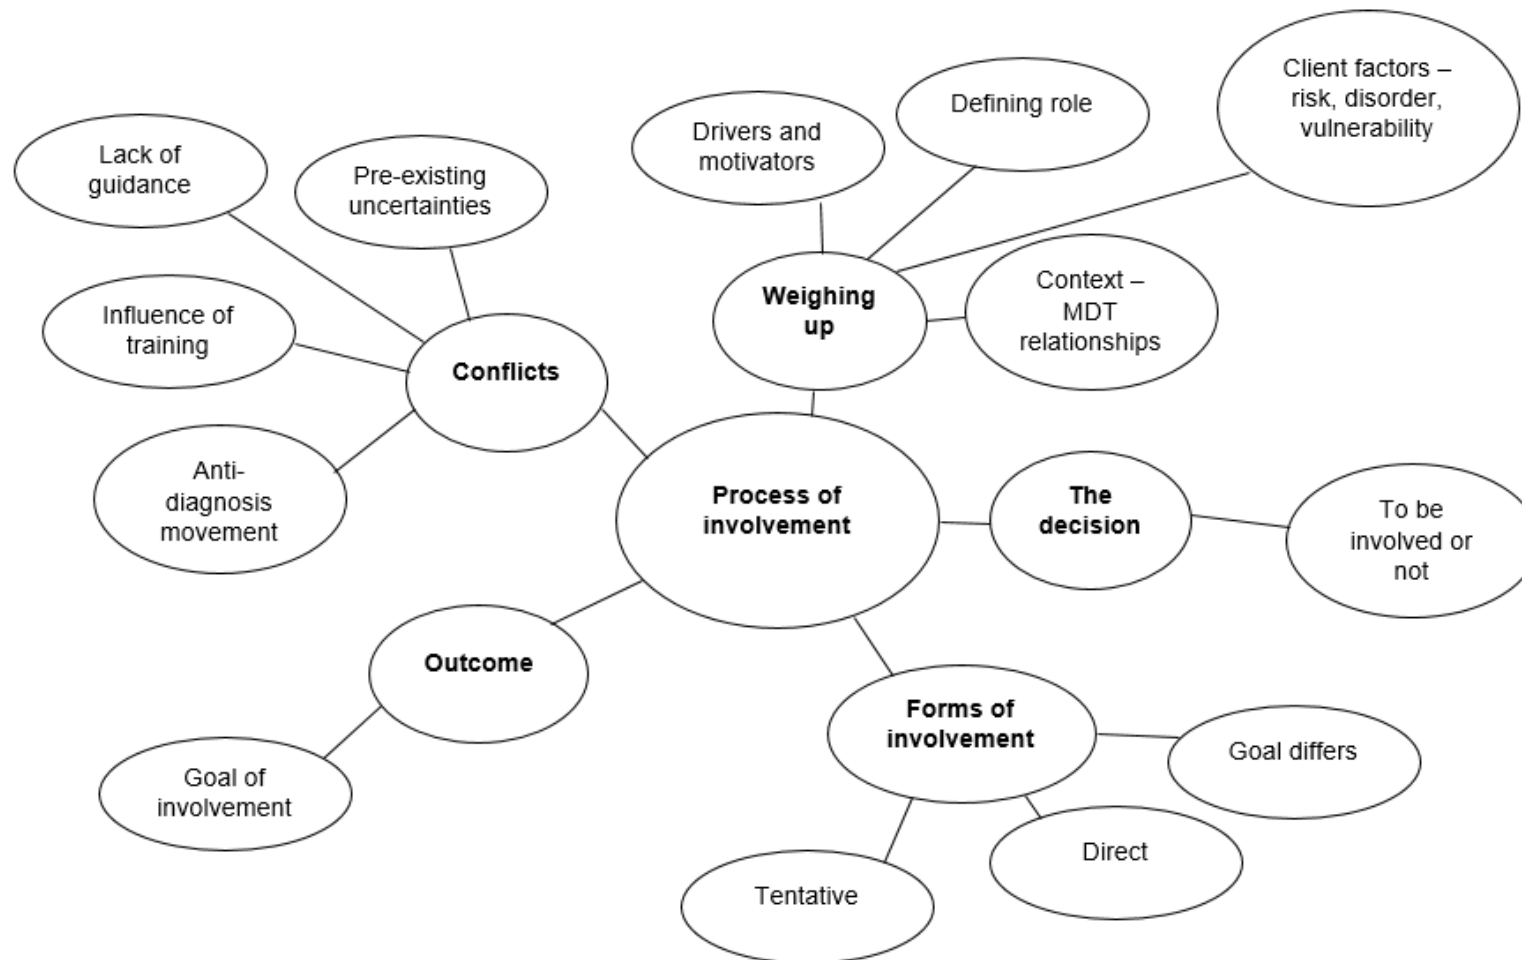 Client factors –
risk, disorder,
vulnerability
Defining role
Drivers and
motivators
Lack of
guidance
Pre-existing
uncertainties
Weighing
up
Context –
MDT
relationships
Influence of
training
Conflicts
Anti-
diagnosis
movement
Process of
involvement
The
decision
To be
involved or
not
Outcome
Forms of
involvement
Goal differs
Goal of
involvement
Direct
Tentative